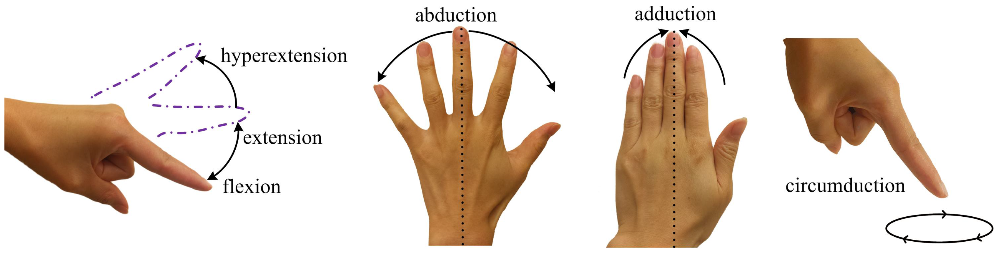 hyperextension
extension
flexion
abduction
adduction
circumduction